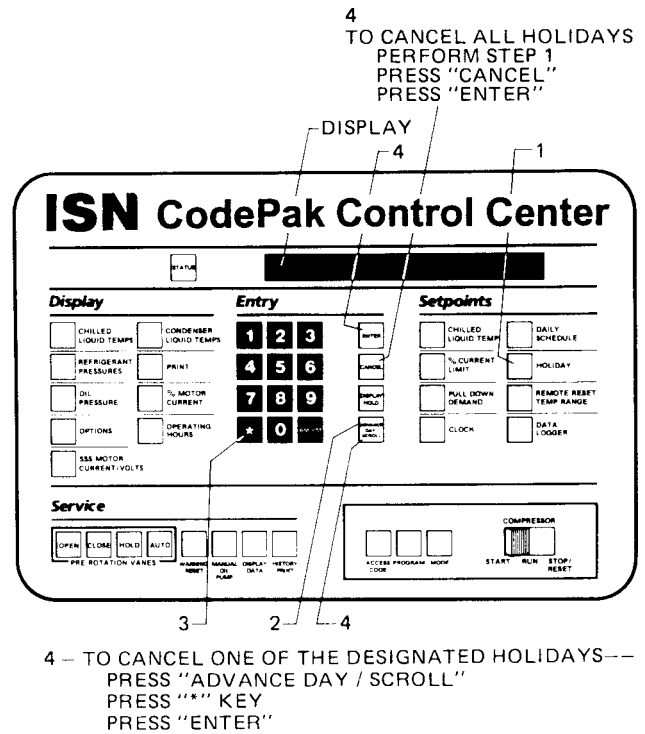 4
TO CANCEL ALL HOLIDAYS
PERFORM STEP 1
PRESS "CANCEL"
PRESS "ENTER"
DISPLAY
4
1
ISN CodePak Control Center
STATUS
Display
Entry
Setpoints
CHILLED LIQUID TEMPS
CONDENSER LIQUID TEMPS
REFRIGERANT PRESSURES
PRINT
OIL PRESSURE
% MOTOR CURRENT
OPTIONS
OPERATING HOURS
SSS MOTOR CURRENT/VOLTS
1 2 3
4 5 6
7 8 9
* 0
ENTER
CANCEL
DISPLAY HOLD
ADVANCE DAY SCROLL
CHILLED LIQUID TEMP
DAILY SCHEDULE
% CURRENT LIMIT
HOLIDAY
PULL DOWN DEMAND
REMOTE RESET TEMP RANGE
CLOCK
DATA LOGGER
Service
OPEN CLOSE HOLD AUTO
PRE ROTATION VANES
WARNING RESET
MANUAL OIL PUMP
DISPLAY DATA
HISTORY PRINT
ACCESS CODE
PROGRAM
MODE
COMPRESSOR
START RUN STOP/RESET
3
2
4
4 – TO CANCEL ONE OF THE DESIGNATED HOLIDAYS––
PRESS "ADVANCE DAY / SCROLL"
PRESS "*" KEY
PRESS "ENTER"